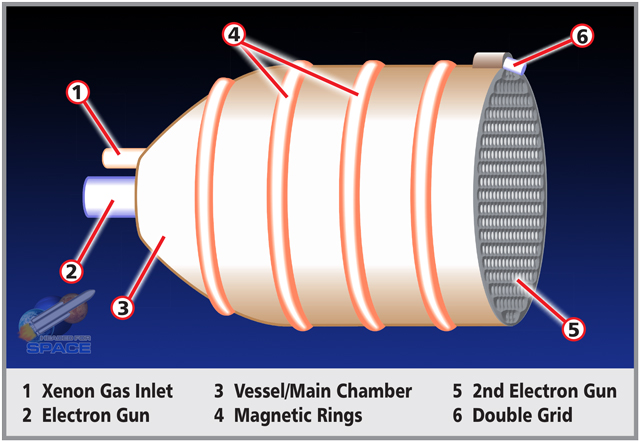 4
6
1
2
3
5
HEADED FOR
SPACE
1 Xenon Gas Inlet
2 Electron Gun
3 Vessel/Main Chamber
4 Magnetic Rings
5 2nd Electron Gun
6 Double Grid